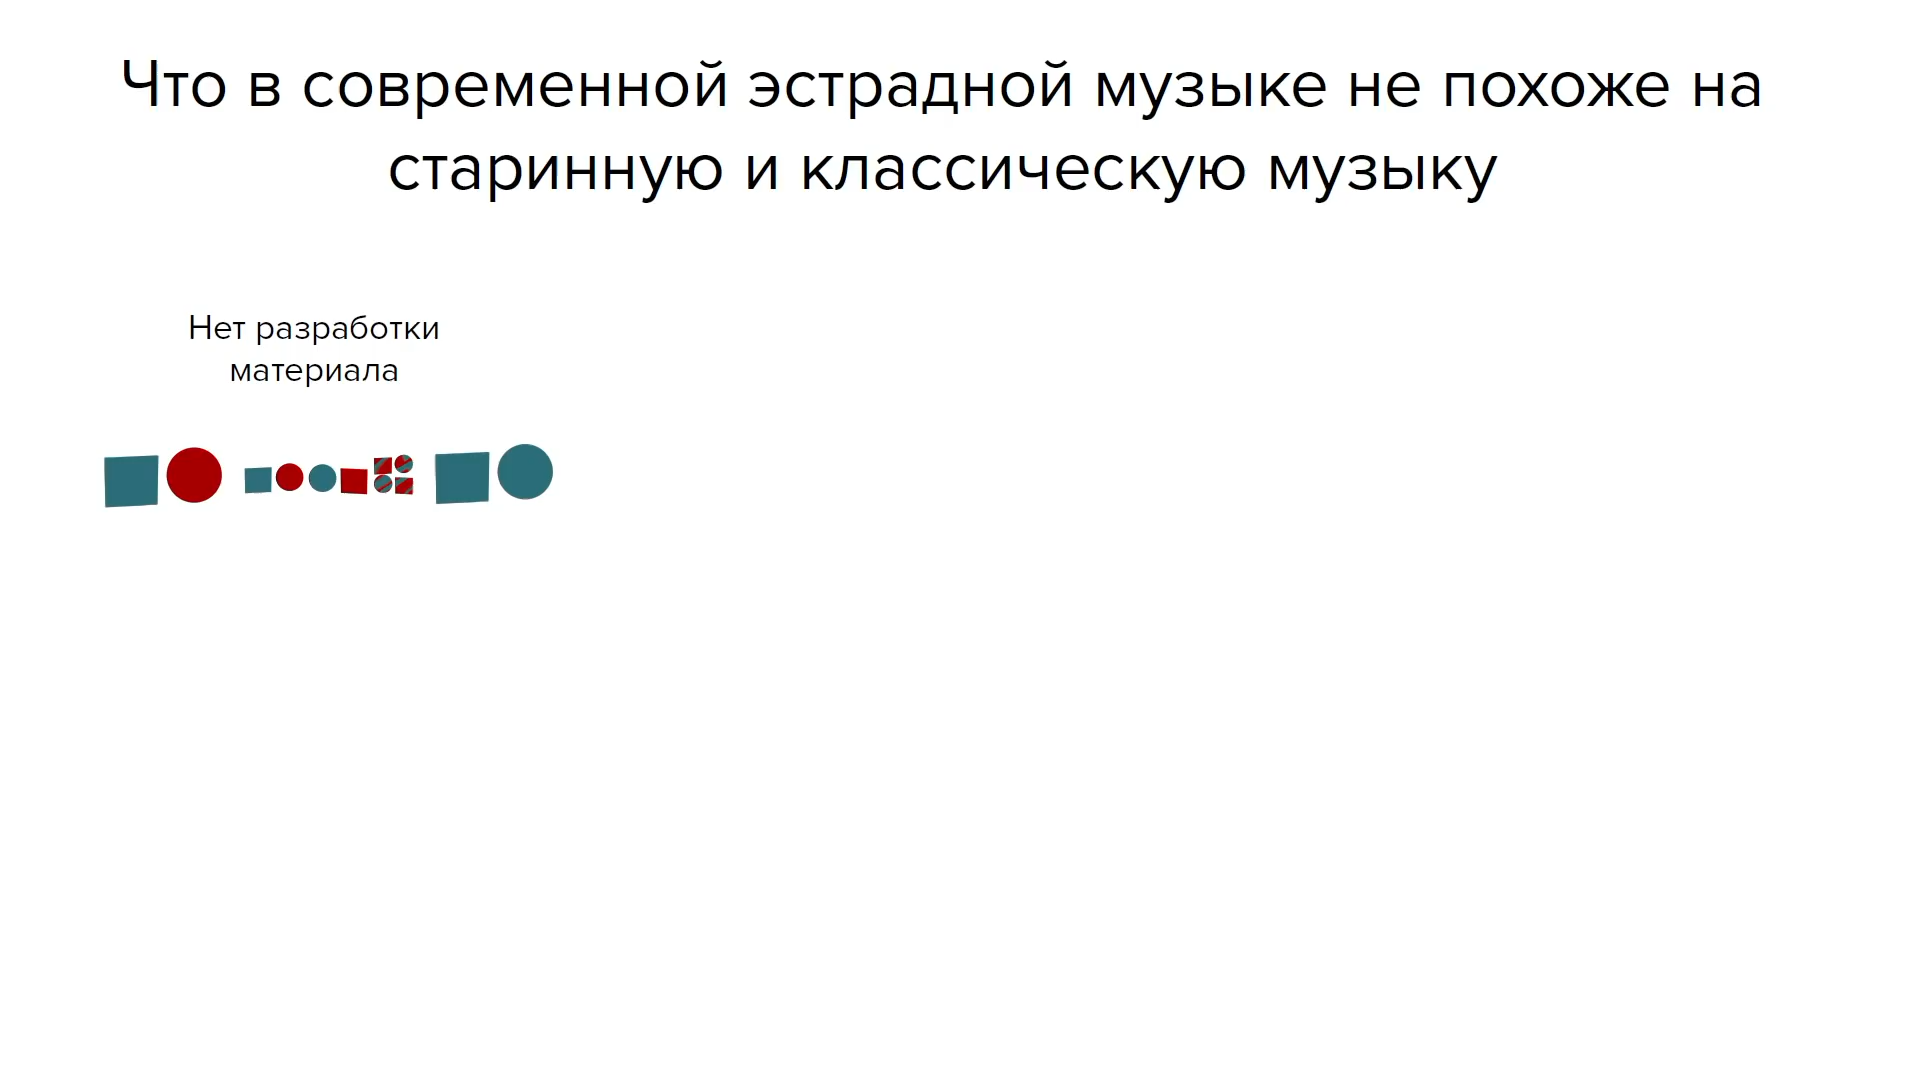 Что в современной эстрадной музыке не похоже на
старинную и классическую музыку
Нет разработки
материала